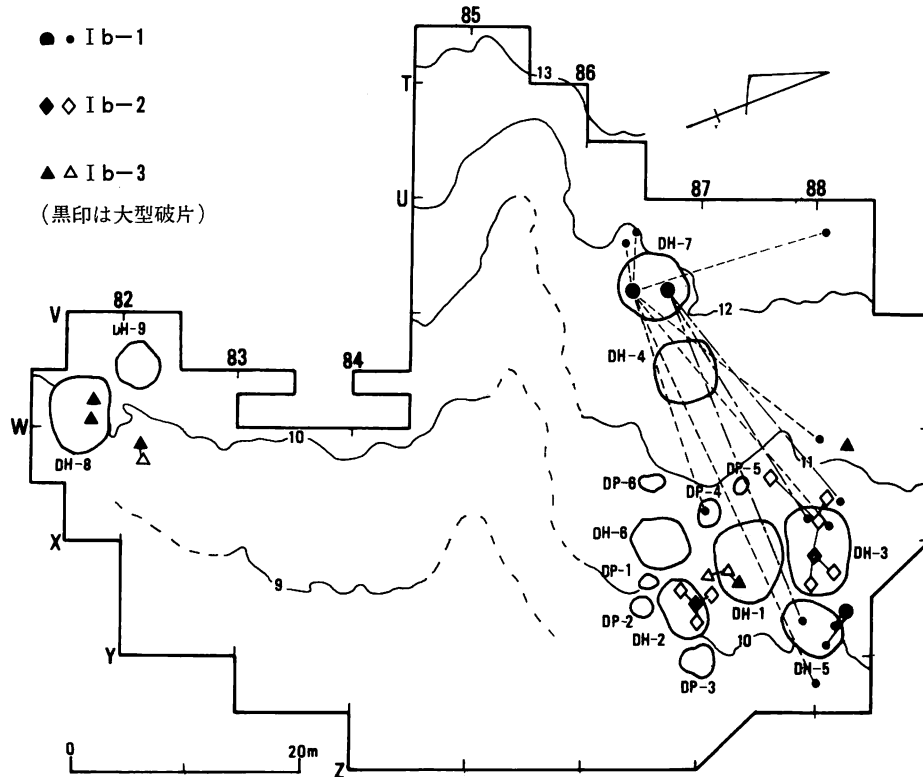 ● • Ⅰb-1
◆ ◇ Ⅰb-2
▲ △ Ⅰb-3
(黒印は大型破片)
85
T
13
86
U
87
88
DH-7
12
V
82
DH-9
83
84
DH-4
W
10
DH-8
11
DP-6
DP-4
DP-5
X
DH-6
DH-3
9
DP-1
DH-1
DP-2
DH-2
10
DH-5
Y
DP-3
0
20m
Z